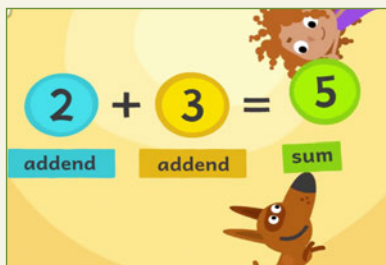 2 + 3 = 5
addend addend sum